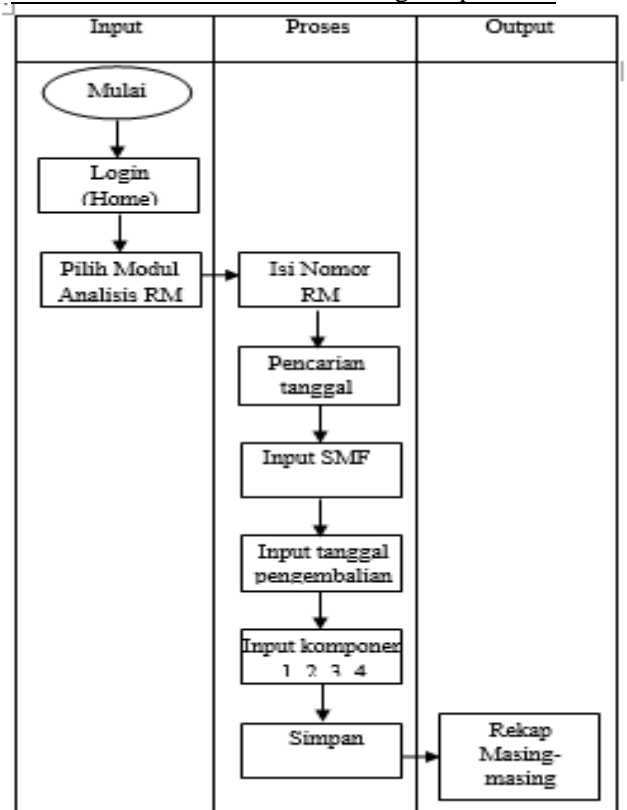 Input
Proses
Output
Mulai
Login
(Home)
Pilih Modul
Analisis RM
Isi Nomor
RM
Pencarian
tanggal
Input SMF
Input tanggal
pengembalian
Input komponen
1 2 3 4
Simpan
Rekap
Masing-
masing